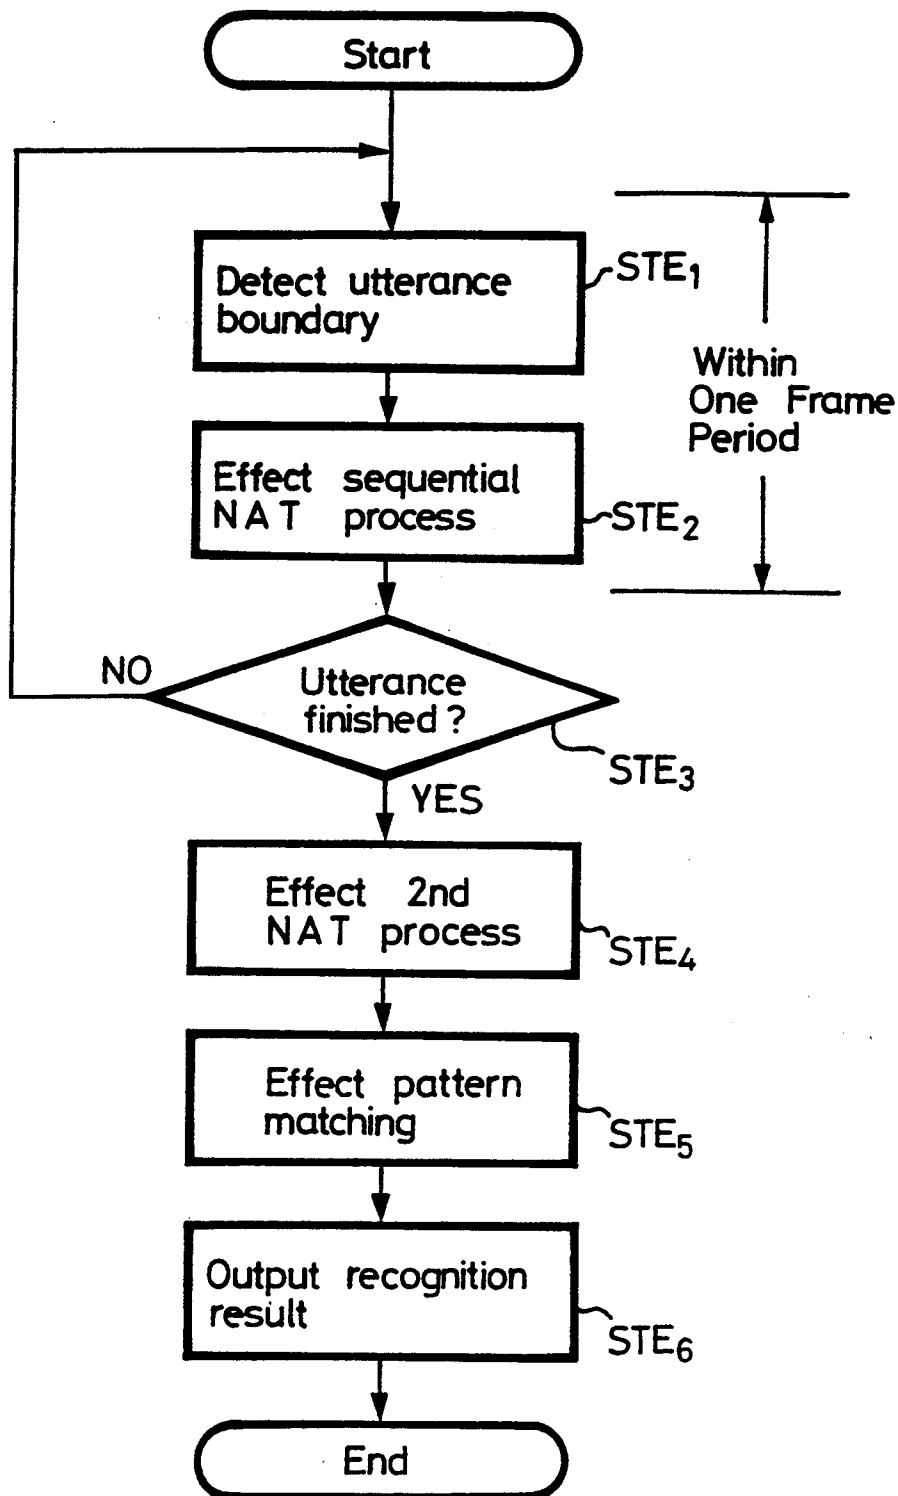 Start
Detect utterance
boundary
STE1
Within
One Frame
Period
Effect sequential
NAT process
STE2
NO
Utterance
finished?
STE3
YES
Effect 2nd
NAT process
STE4
Effect pattern
matching
STE5
Output recognition
result
STE6
End